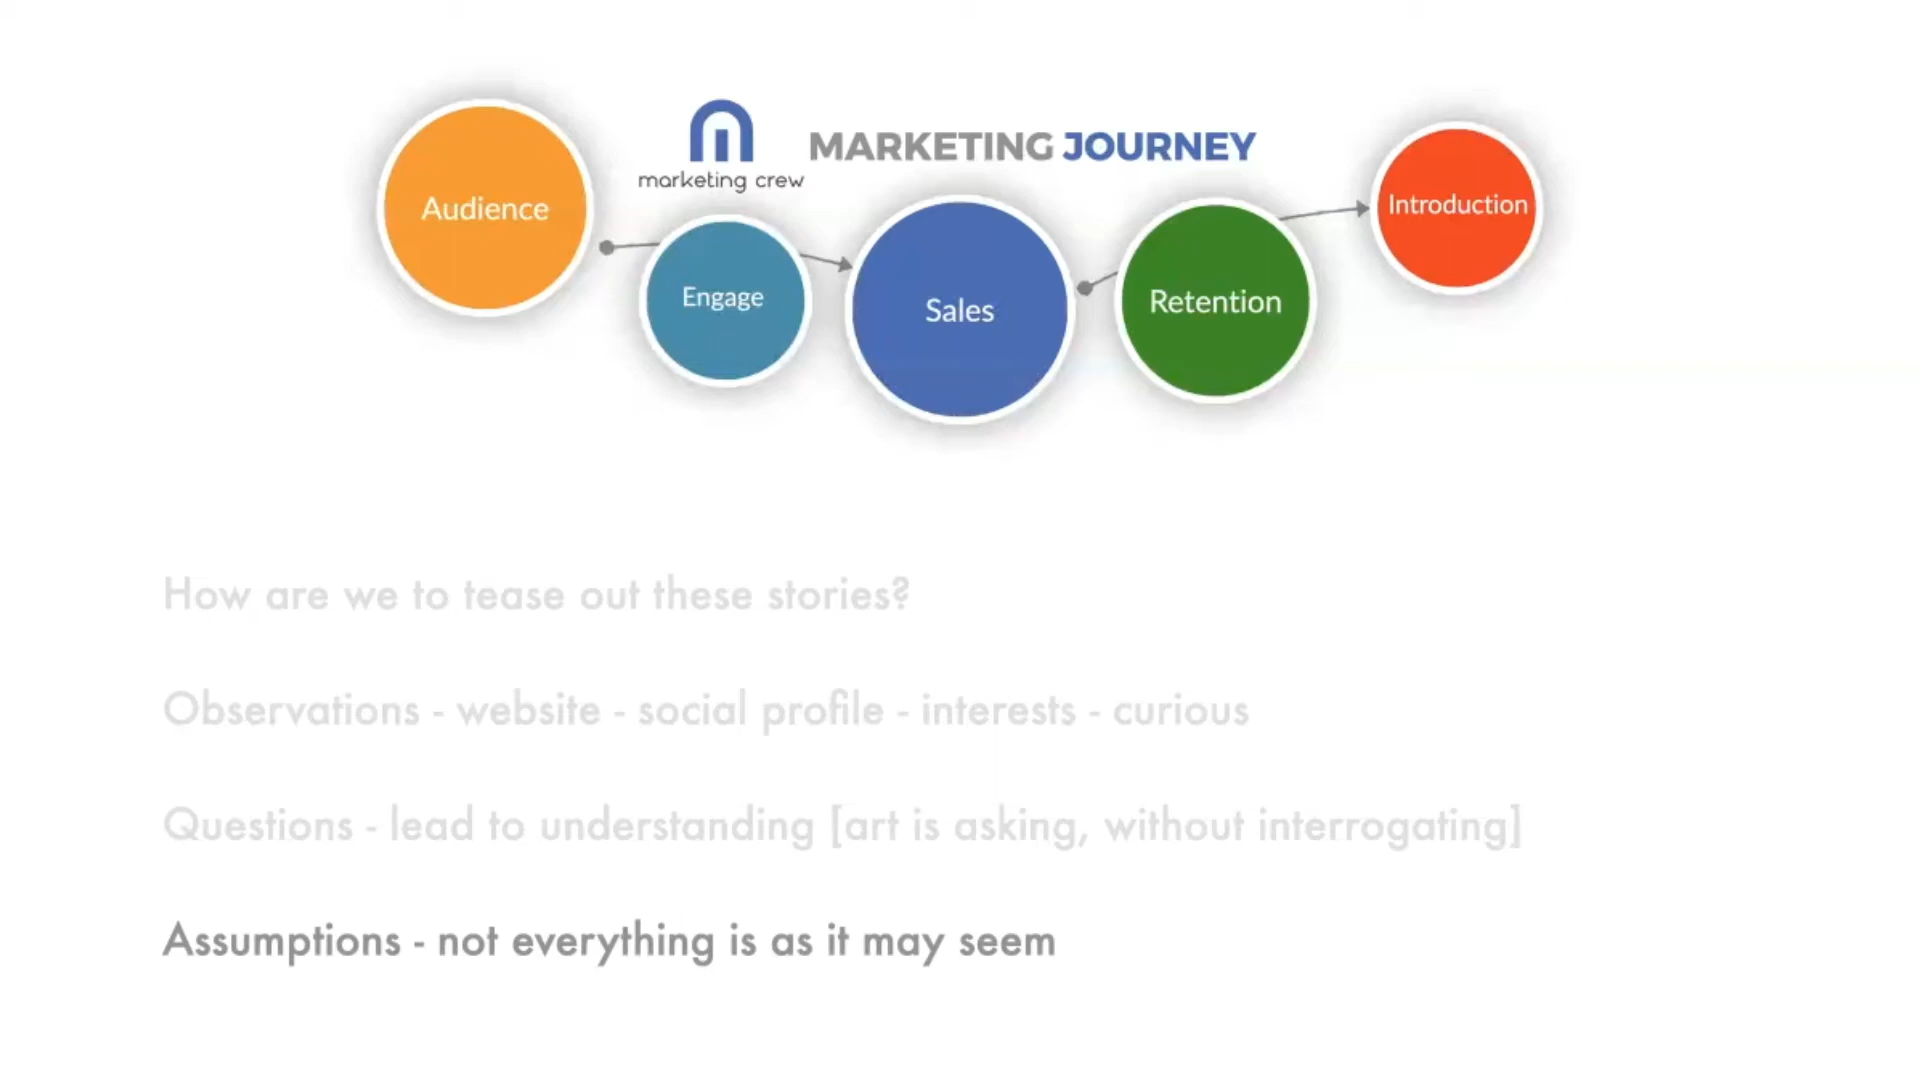 marketing crew
MARKETING JOURNEY
Audience
Engage
Sales
Retention
Introduction
How are we to tease out these stories?
Observations - website - social profile - interests - curious
Questions - lead to understanding [art is asking, without interrogating]
Assumptions - not everything is as it may seem